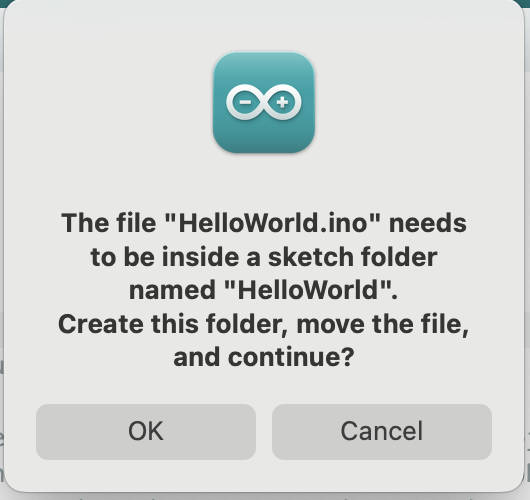 The file "HelloWorld.ino" needs
to be inside a sketch folder
named "HelloWorld".
Create this folder, move the file,
and continue?
OK
Cancel